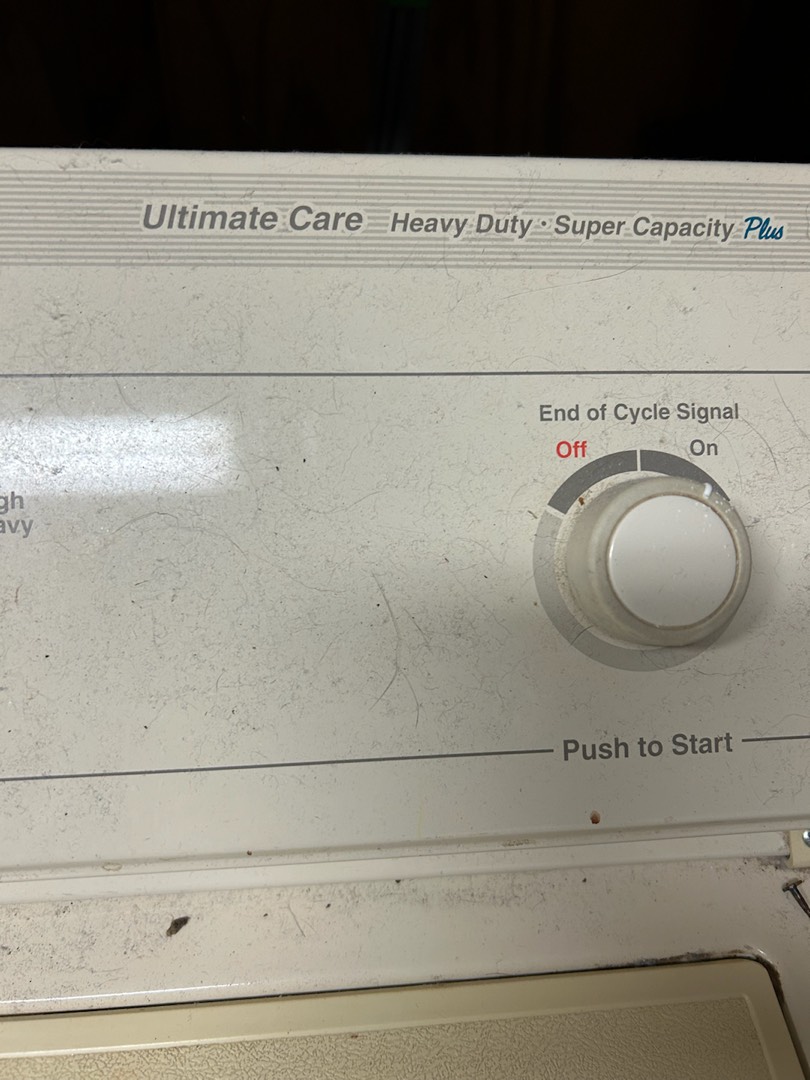 Ultimate Care Heavy Duty · Super Capacity Plus
End of Cycle Signal
Off On
gh
avy
Push to Start